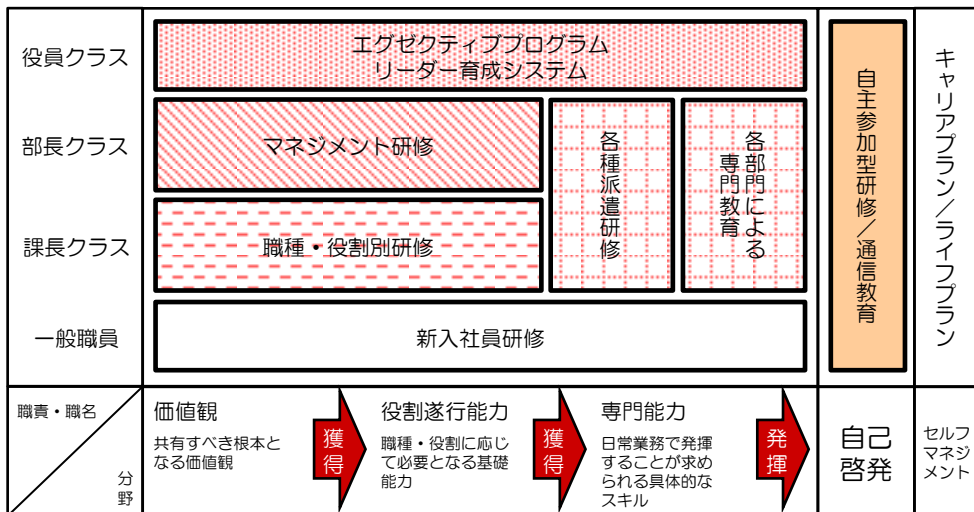 役員クラス
エグゼクティブプログラム
リーダー育成システム
部長クラス
マネジメント研修
課長クラス
職種・役割別研修
各種派遣研修
各部門による
専門教育
一般職員
新入社員研修
自主参加型研修/通信教育
キャリアプラン/ライフプラン
職責・職名
分野
価値観
共有すべき根本と
なる価値観
獲得
役割遂行能力
職種・役割に応じ
て必要となる基礎
能力
獲得
専門能力
日常業務で発揮
することが求め
られる具体的な
スキル
発揮
自己
啓発
セルフ
マネジ
メント